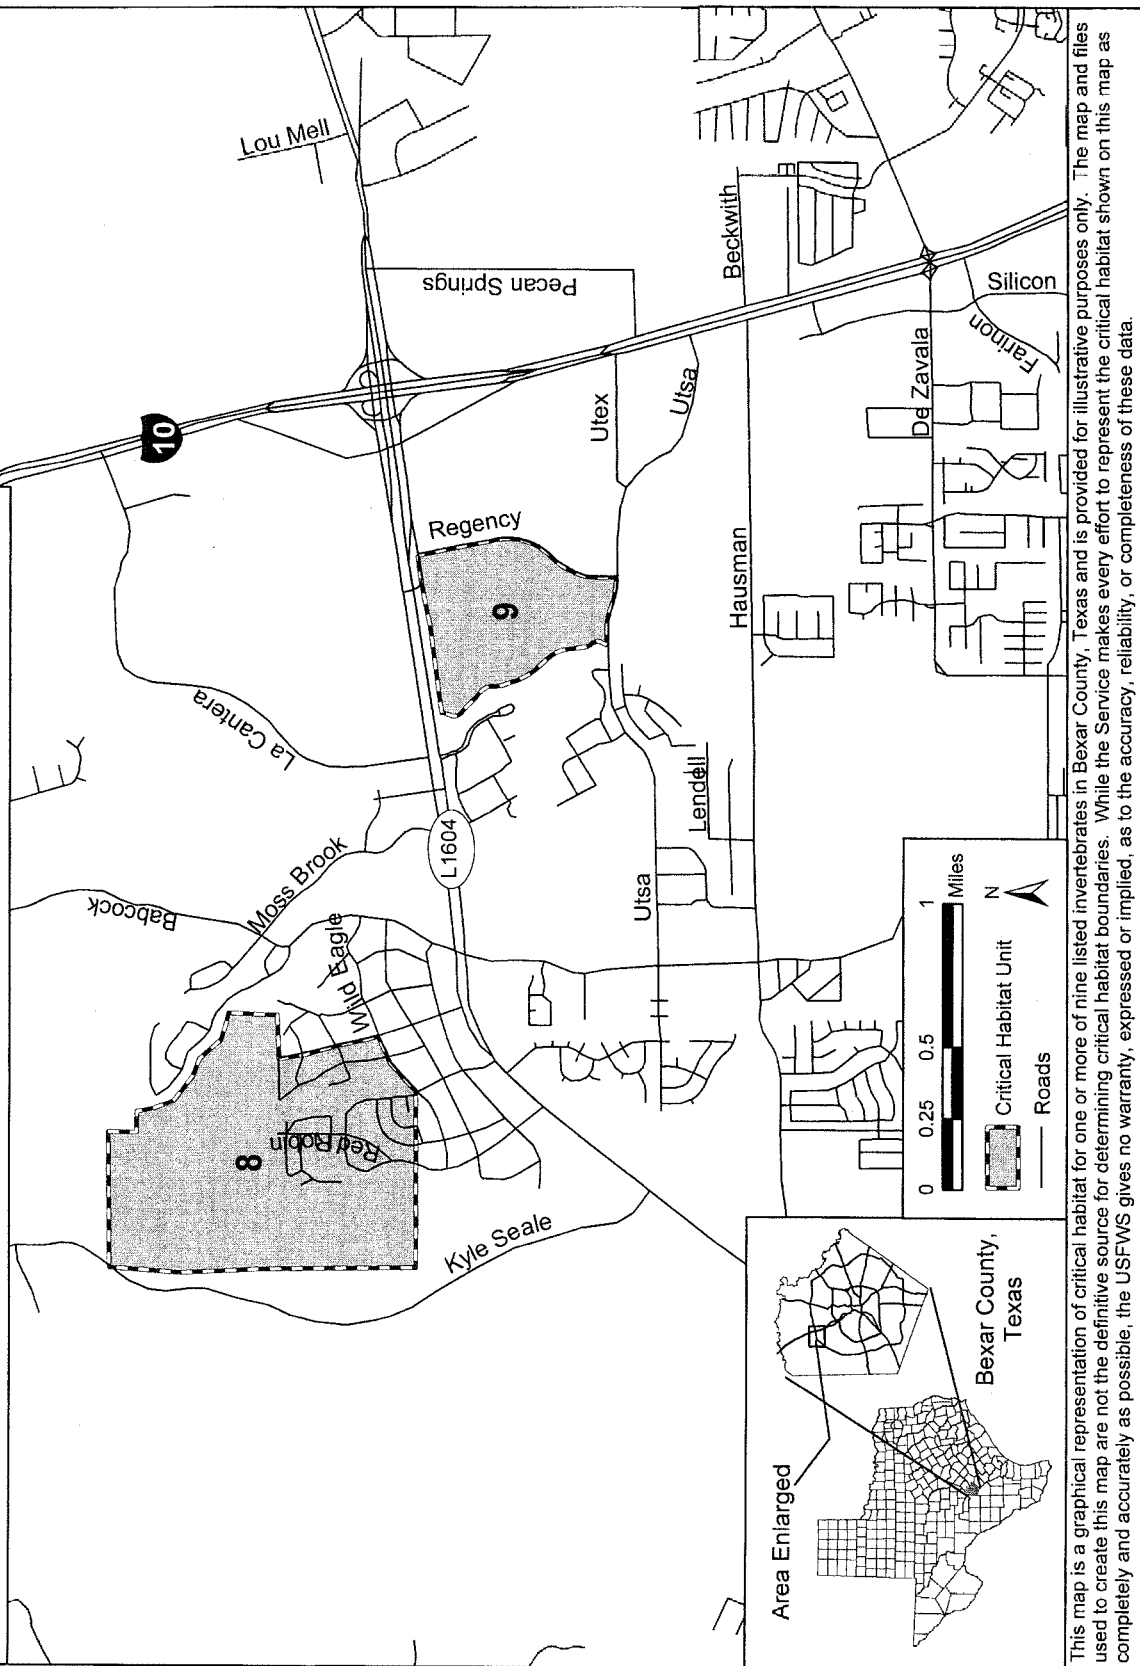 Lou Mell
10
Pecan Springs
Beckwith
Silicon
Farinon
De Zavala
Utex
Utsa
Regency
9
Hausman
La Cantera
L1604
Lendell
Utsa
Moss Brook
Babcock
Wild Eagle
8
Red Robin
Kyle Seale
0 0.25 0.5 1
Miles
N
Critical Habitat Unit
Roads
Area Enlarged
Bexar County,
Texas
This map is a graphical representation of critical habitat for one or more of nine listed invertebrates in Bexar County, Texas and is provided for illustrative purposes only. The map and files
used to create this map are not the definitive source for determining critical habitat boundaries. While the Service makes every effort to represent the critical habitat shown on this map as
completely and accurately as possible, the USFWS gives no warranty, expressed or implied, as to the accuracy, reliability, or completeness of these data.